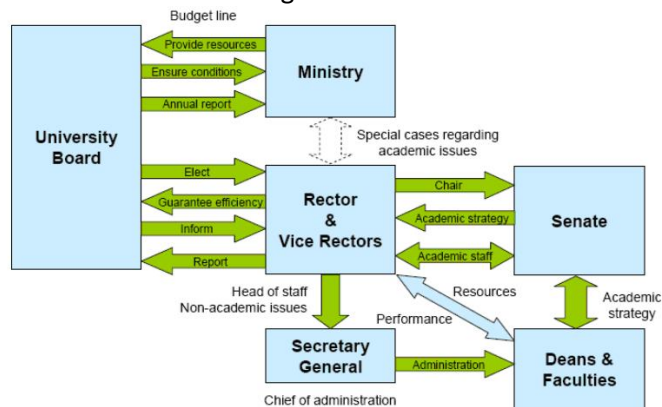 Budget line
Provide resources
Ensure conditions
Annual report
Ministry
University
Board
Special cases regarding
academic issues
Elect
Guarantee efficiency
Inform
Report
Rector
&
Vice Rectors
Chair
Academic strategy
Academic staff
Senate
Head of staff
Non-academic issues
Resources
Performance
Academic
strategy
Secretary
General
Administration
Deans &
Faculties
Chief of administration